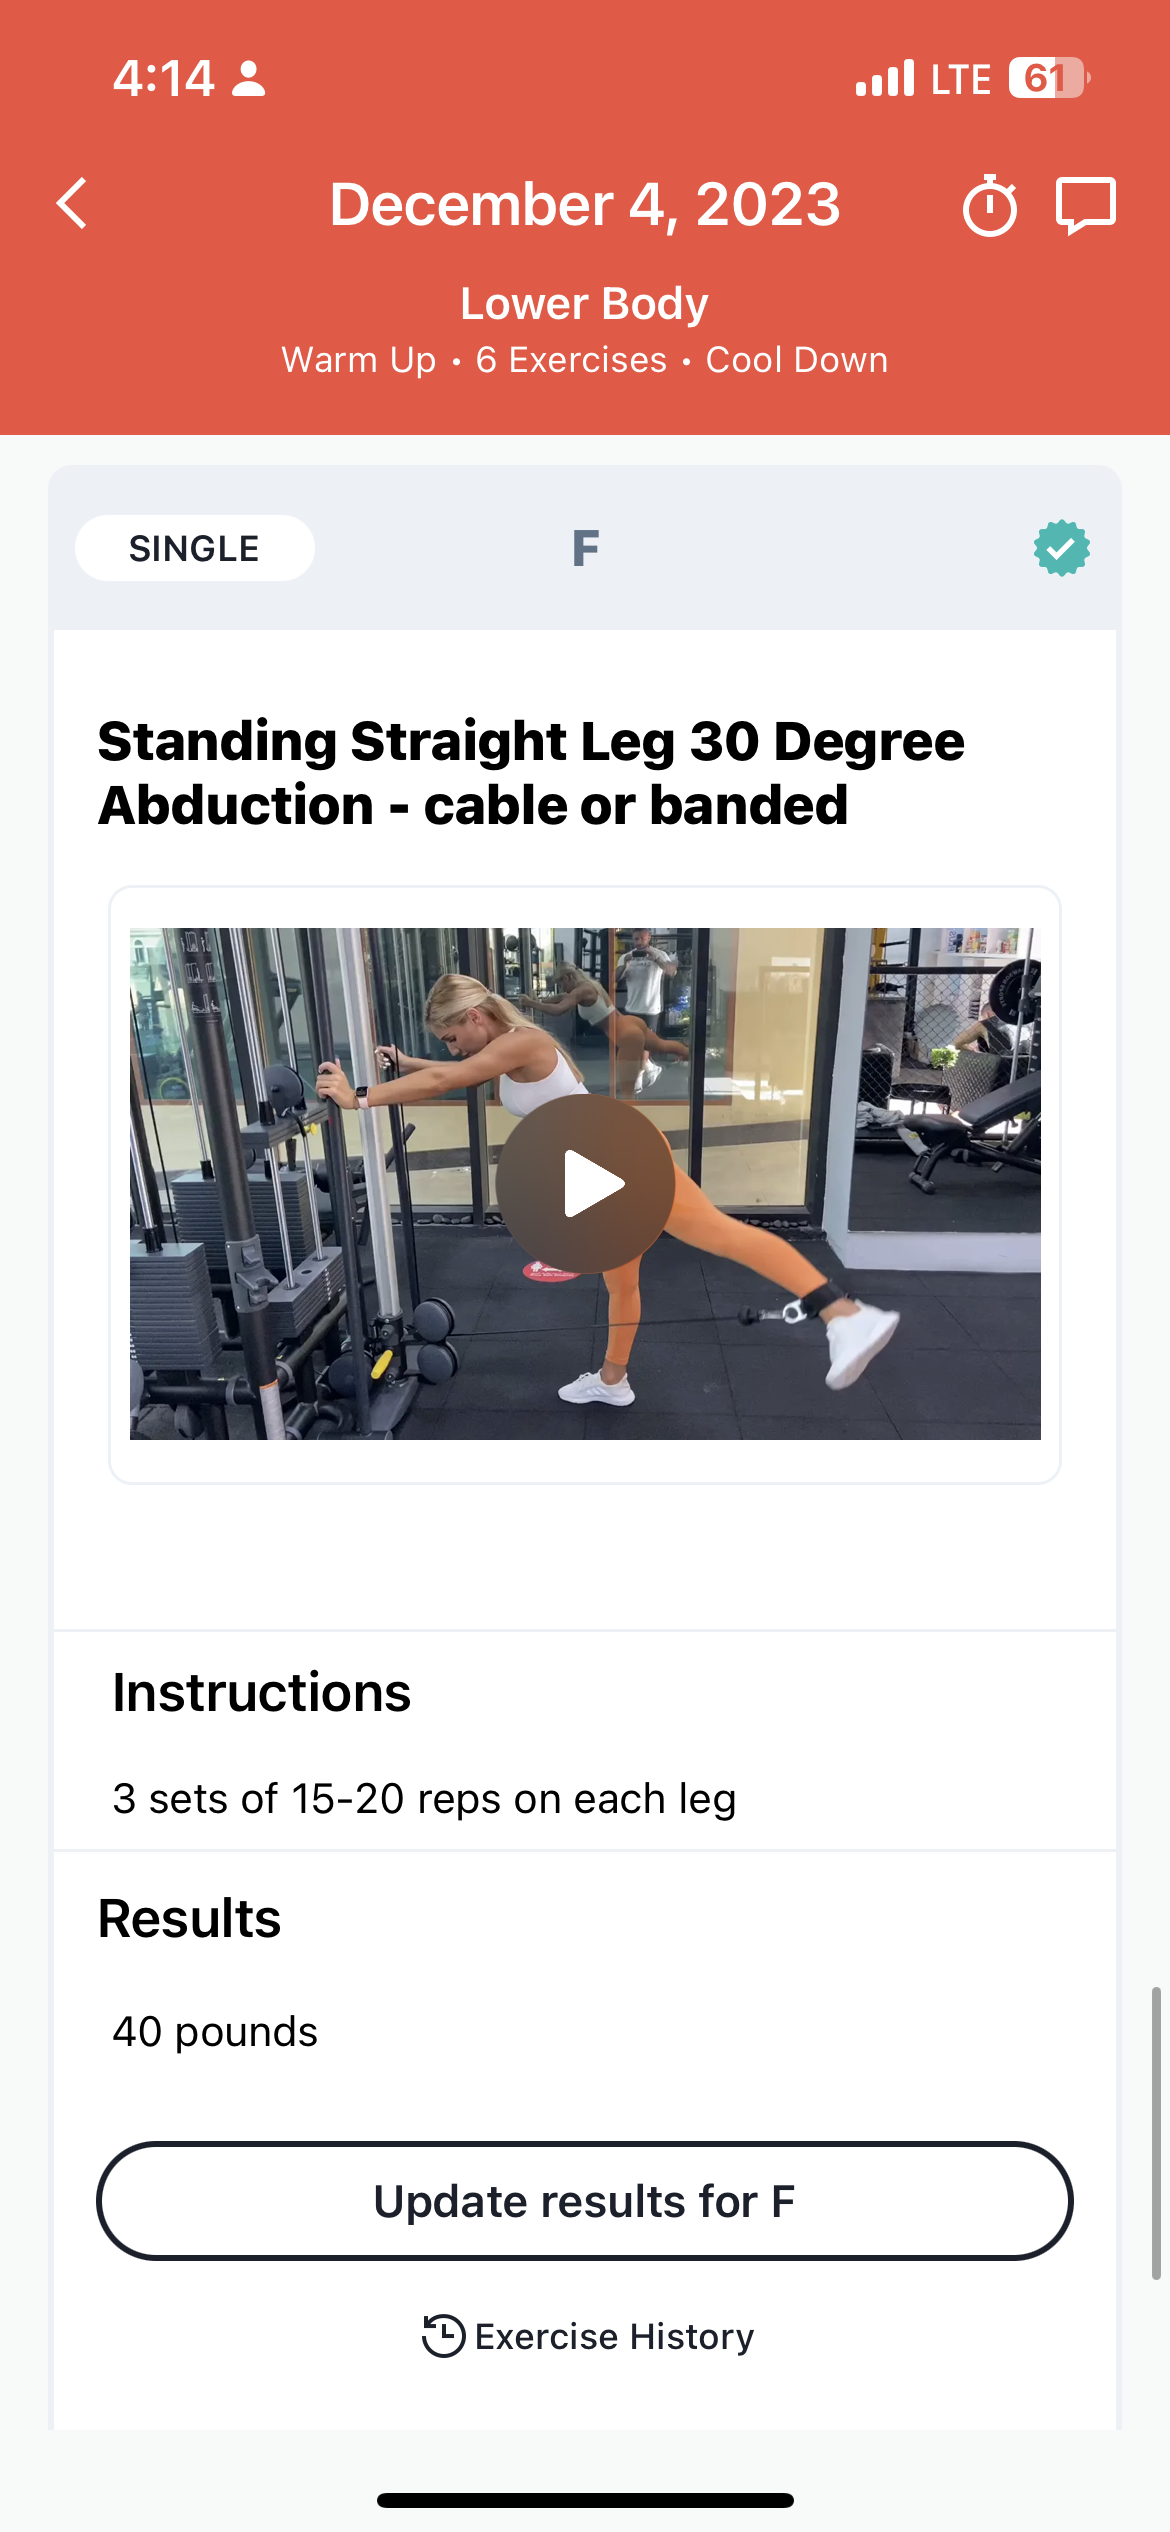 4:14
LTE 61
December 4, 2023
Lower Body
Warm Up • 6 Exercises • Cool Down
SINGLE
F
Standing Straight Leg 30 Degree
Abduction - cable or banded
Instructions
3 sets of 15-20 reps on each leg
Results
40 pounds
Update results for F
Exercise History